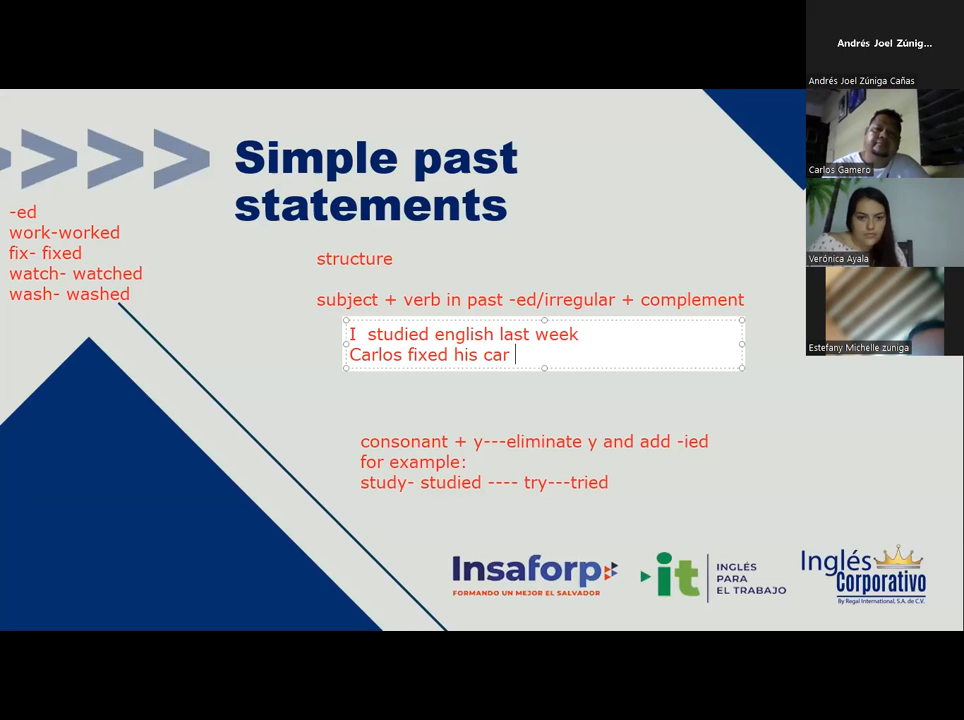 Andrés Joel Zúnig...
Andrés Joel Zúniga Cañas
Carlos Gamero
Verónica Ayala
Estefany Michelle zuniga
Simple past
statements
-ed
work-worked
fix- fixed
watch- watched
wash- washed
structure
subject + verb in past -ed/irregular + complement
I  studied english last week
Carlos fixed his car
consonant + y---eliminate y and add -ied
for example:
study- studied ---- try---tried
Insaforp
FORMANDO UN MEJOR EL SALVADOR
it
INGLÉS
PARA
EL TRABAJO
Inglés
Corporativo
By Regal International, S.A. de C.V.